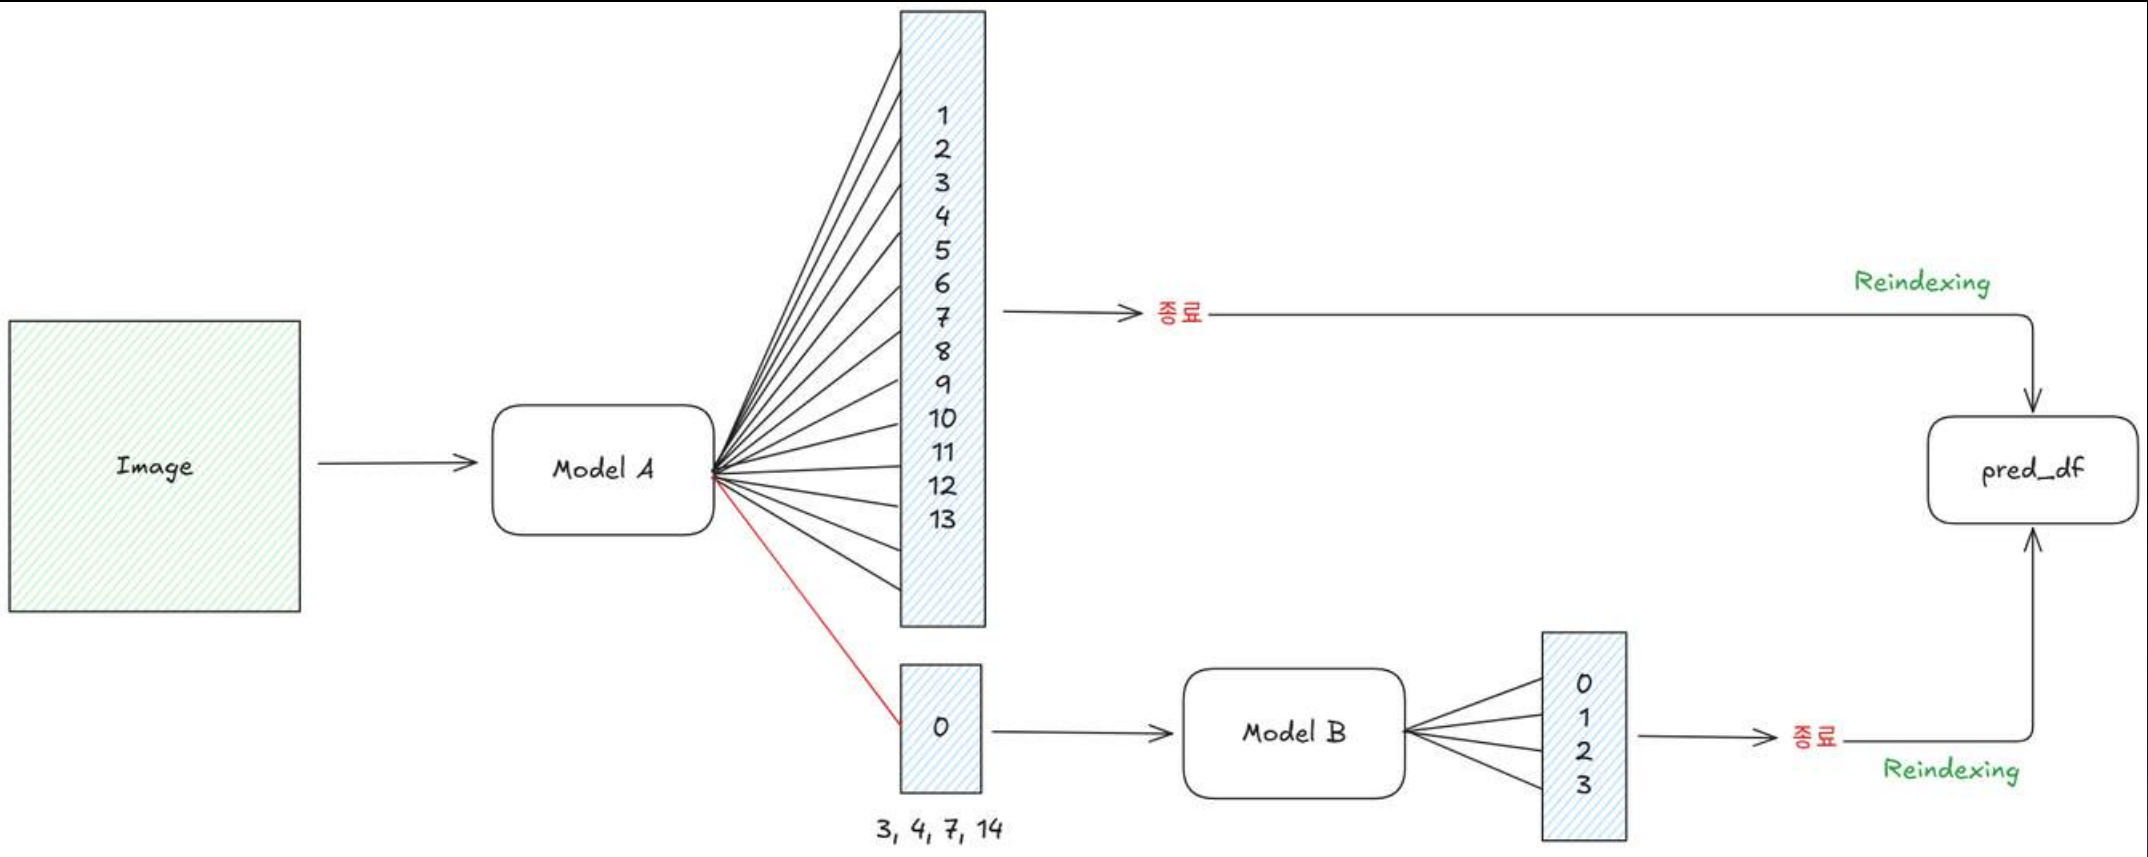 Image
Model A
1
2
3
4
5
6
7
8
9
10
11
12
13
종료
Reindexing
pred_df
0
3, 4, 7, 14
Model B
0
1
2
3
종료
Reindexing